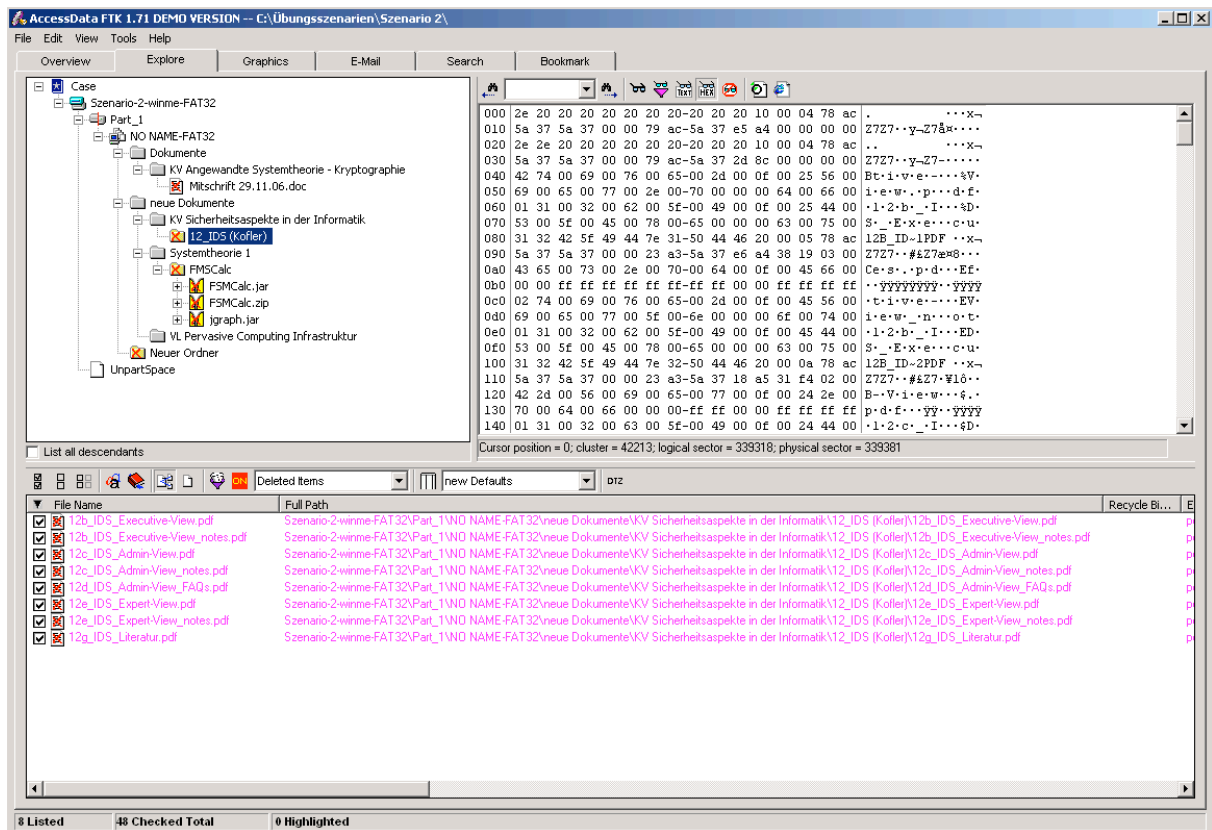 AccessData FTK 1.71 DEMO VERSION -- C:\Übungsszenarien\Szenario 2\
File Edit View Tools Help
Overview Explore Graphics E-Mail Search Bookmark
Case
Szenario-2-winme-FAT32
Part_1
NO NAME-FAT32
Dokumente
KV Angewandte Systemtheorie - Kryptographie
Mitschrift 29.11.06.doc
neue Dokumente
KV Sicherheitsaspekte in der Informatik
12_IDS (Kofler)
Systemtheorie 1
FMSCalc
FSMCalc.jar
FSMCalc.zip
jgraph.jar
VL Pervasive Computing Infrastruktur
Neuer Ordner
UnpartSpace
List all descendants
TEXT HEX
000 2e 20 20 20 20 20 20 20-20 20 20 10 00 04 78 ac . ···x¬
010 5a 37 5a 37 00 00 79 ac-5a 37 e5 a4 00 00 00 00 Z7Z7··y¬Z7å¤····
020 2e 2e 20 20 20 20 20 20-20 20 20 10 00 04 78 ac .. ···x¬
030 5a 37 5a 37 00 00 79 ac-5a 37 2d 8c 00 00 00 00 Z7Z7··y¬Z7-·····
040 42 74 00 69 00 76 00 65-00 2d 00 0f 00 25 56 00 Bt·i·v·e·-···%V·
050 69 00 65 00 77 00 2e 00-70 00 00 00 64 00 66 00 i·e·w·.·p···d·f·
060 01 31 00 32 00 62 00 5f-00 49 00 0f 00 25 44 00 ·1·2·b·_·I···%D·
070 53 00 5f 00 45 00 78 00-65 00 00 00 63 00 75 00 S·_·E·x·e···c·u·
080 31 32 42 5f 49 44 7e 31-50 44 46 20 00 05 78 ac 12B_ID~1PDF ··x¬
090 5a 37 5a 37 00 00 23 a3-5a 37 e6 a4 38 19 03 00 Z7Z7··#£Z7æ¤8···
0a0 43 65 00 73 00 2e 00 70-00 64 00 0f 00 45 66 00 Ce·s·.·p·d···Ef·
0b0 00 00 ff ff ff ff ff ff-ff ff 00 00 ff ff ff ff ··ÿÿÿÿÿÿÿÿ··ÿÿÿÿ
0c0 02 74 00 69 00 76 00 65-00 2d 00 0f 00 45 56 00 ·t·i·v·e·-···EV·
0d0 69 00 65 00 77 00 5f 00-6e 00 00 00 6f 00 74 00 i·e·w·_·n···o·t·
0e0 01 31 00 32 00 62 00 5f-00 49 00 0f 00 45 44 00 ·1·2·b·_·I···ED·
0f0 53 00 5f 00 45 00 78 00-65 00 00 00 63 00 75 00 S·_·E·x·e···c·u·
100 31 32 42 5f 49 44 7e 32-50 44 46 20 00 0a 78 ac 12B_ID~2PDF ··x¬
110 5a 37 5a 37 00 00 23 a3-5a 37 18 a5 31 f4 02 00 Z7Z7··#£Z7·¥1ô··
120 42 2d 00 56 00 69 00 65-00 77 00 0f 00 24 2e 00 B-·V·i·e·w···$.·
130 70 00 64 00 66 00 00 00-ff ff 00 00 ff ff ff ff p·d·f···ÿÿ··ÿÿÿÿ
140 01 31 00 32 00 63 00 5f-00 49 00 0f 00 24 44 00 ·1·2·c·_·I···$D·
Cursor position = 0; cluster = 42213; logical sector = 339318; physical sector = 339381
ON Deleted Items new Defaults DTZ
File Name Full Path Recycle Bi... E
12b_IDS_Executive-View.pdf Szenario-2-winme-FAT32\Part_1\NO NAME-FAT32\neue Dokumente\KV Sicherheitsaspekte in der Informatik\12_IDS (Kofler)\12b_IDS_Executive-View.pdf
12b_IDS_Executive-View_notes.pdf Szenario-2-winme-FAT32\Part_1\NO NAME-FAT32\neue Dokumente\KV Sicherheitsaspekte in der Informatik\12_IDS (Kofler)\12b_IDS_Executive-View_notes.pdf
12c_IDS_Admin-View.pdf Szenario-2-winme-FAT32\Part_1\NO NAME-FAT32\neue Dokumente\KV Sicherheitsaspekte in der Informatik\12_IDS (Kofler)\12c_IDS_Admin-View.pdf
12c_IDS_Admin-View_notes.pdf Szenario-2-winme-FAT32\Part_1\NO NAME-FAT32\neue Dokumente\KV Sicherheitsaspekte in der Informatik\12_IDS (Kofler)\12c_IDS_Admin-View_notes.pdf
12d_IDS_Admin-View_FAQs.pdf Szenario-2-winme-FAT32\Part_1\NO NAME-FAT32\neue Dokumente\KV Sicherheitsaspekte in der Informatik\12_IDS (Kofler)\12d_IDS_Admin-View_FAQs.pdf
12e_IDS_Expert-View.pdf Szenario-2-winme-FAT32\Part_1\NO NAME-FAT32\neue Dokumente\KV Sicherheitsaspekte in der Informatik\12_IDS (Kofler)\12e_IDS_Expert-View.pdf
12e_IDS_Expert-View_notes.pdf Szenario-2-winme-FAT32\Part_1\NO NAME-FAT32\neue Dokumente\KV Sicherheitsaspekte in der Informatik\12_IDS (Kofler)\12e_IDS_Expert-View_notes.pdf
12g_IDS_Literatur.pdf Szenario-2-winme-FAT32\Part_1\NO NAME-FAT32\neue Dokumente\KV Sicherheitsaspekte in der Informatik\12_IDS (Kofler)\12g_IDS_Literatur.pdf
8 Listed 48 Checked Total 0 Highlighted